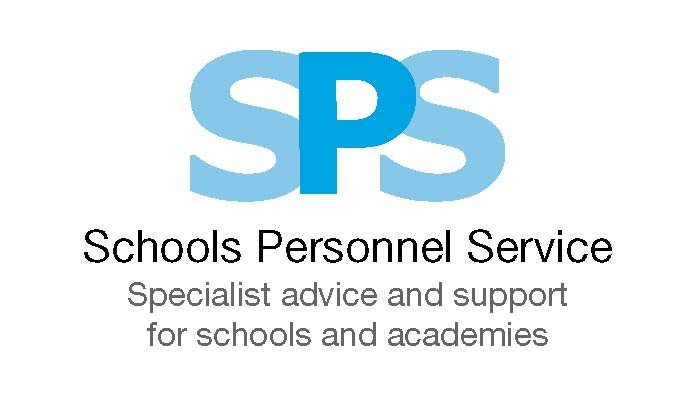 SPS
Schools Personnel Service
Specialist advice and support
for schools and academies